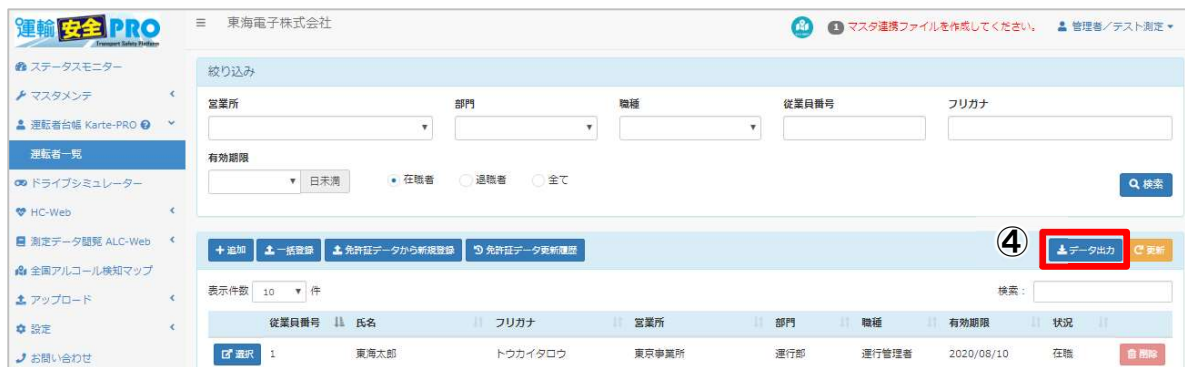 運輸安全PRO
Transport Safety Platform
東海電子株式会社
1 マスタ連携ファイルを作成してください。
管理者/テスト測定
ステータスモニター
マスタメンテ
運転者台帳 Karte-PRO
運転者一覧
ドライブシミュレーター
HC-Web
測定データ閲覧 ALC-Web
全国アルコール検知マップ
アップロード
設定
お問い合わせ
絞り込み
営業所 部門 職種 従業員番号 フリガナ
有効期限
日未満 在職者 退職者 全て 検索
+追加 一括登録 免許証データから新規登録 免許証データ更新履歴 ④ データ出力 更新
表示件数 10 件 検索:
従業員番号 氏名 フリガナ 営業所 部門 職種 有効期限 状況
選択 1 東海太郎 トウカイタロウ 東京事業所 運行部 運行管理者 2020/08/10 在職 削除